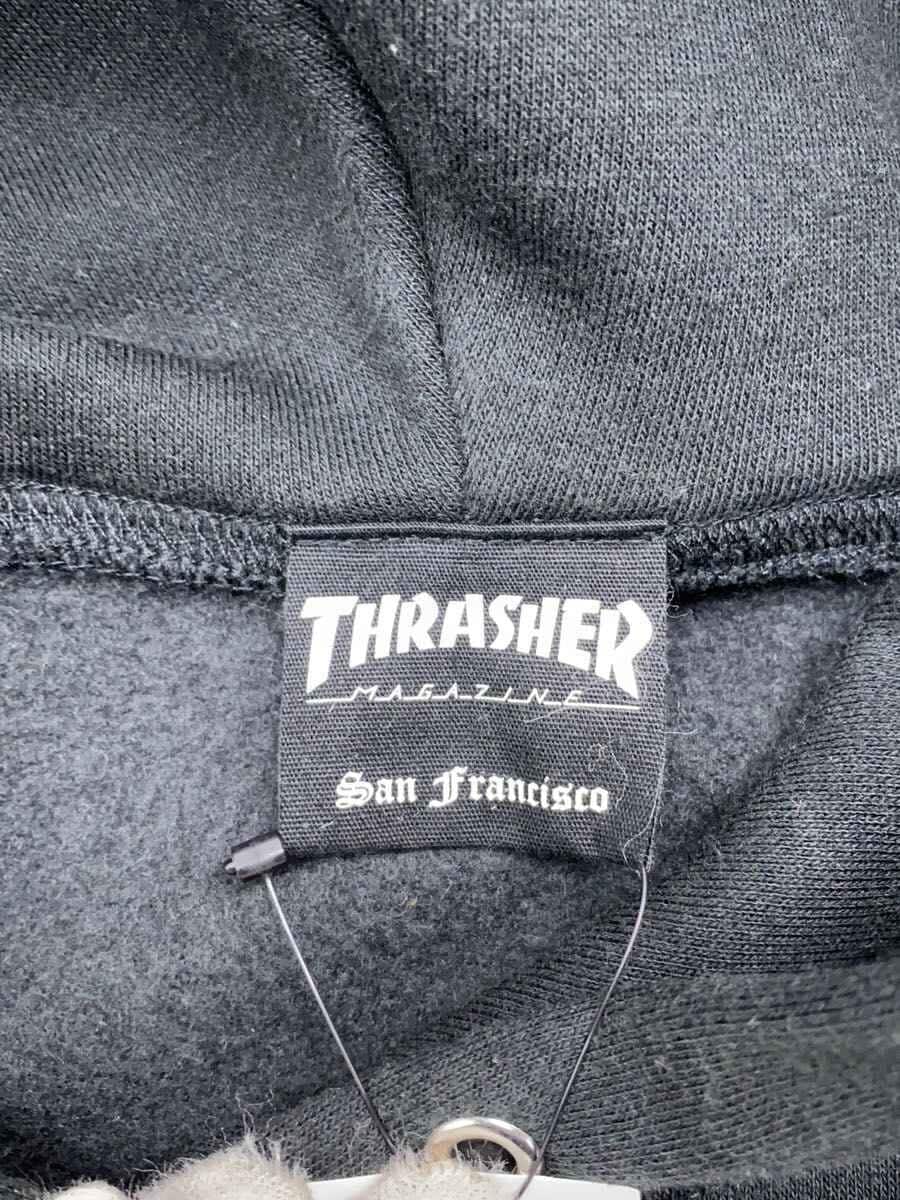 THRASHER
MAGAZINE
San Francisco